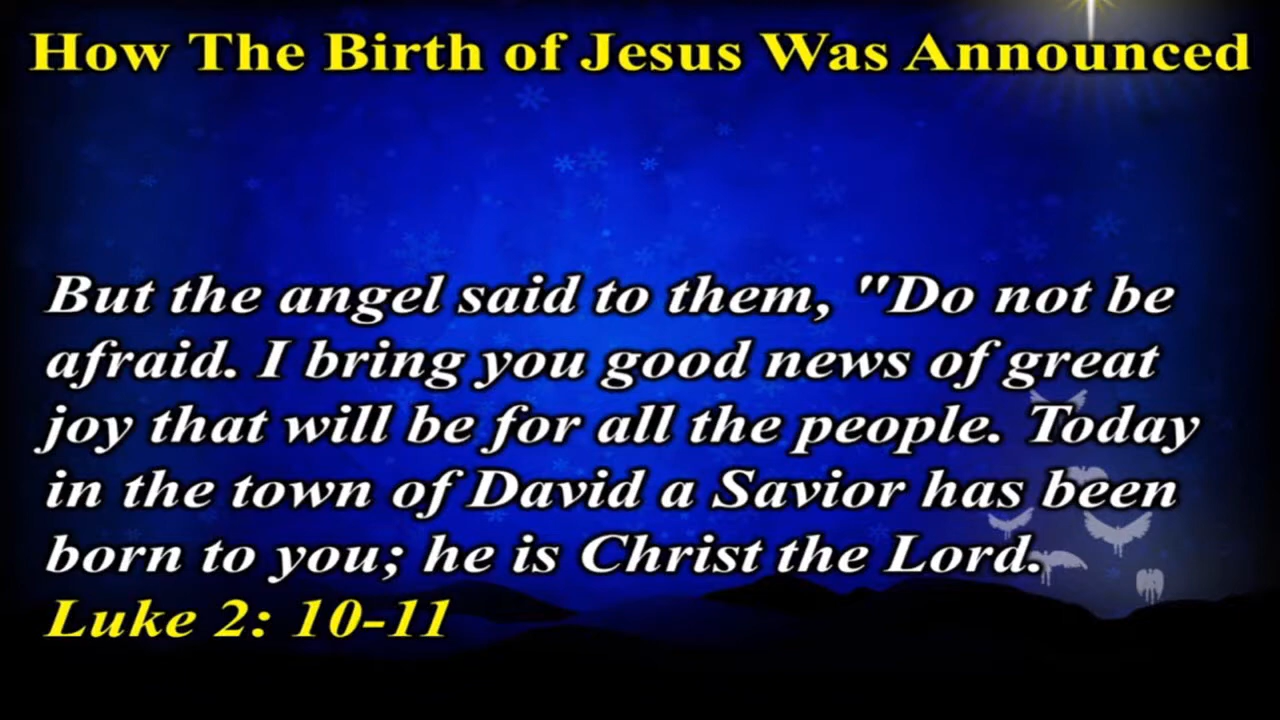 How The Birth of Jesus Was Announced
But the angel said to them, "Do not be
afraid. I bring you good news of great
joy that will be for all the people. Today
in the town of David a Savior has been
born to you; he is Christ the Lord.
Luke 2: 10-11